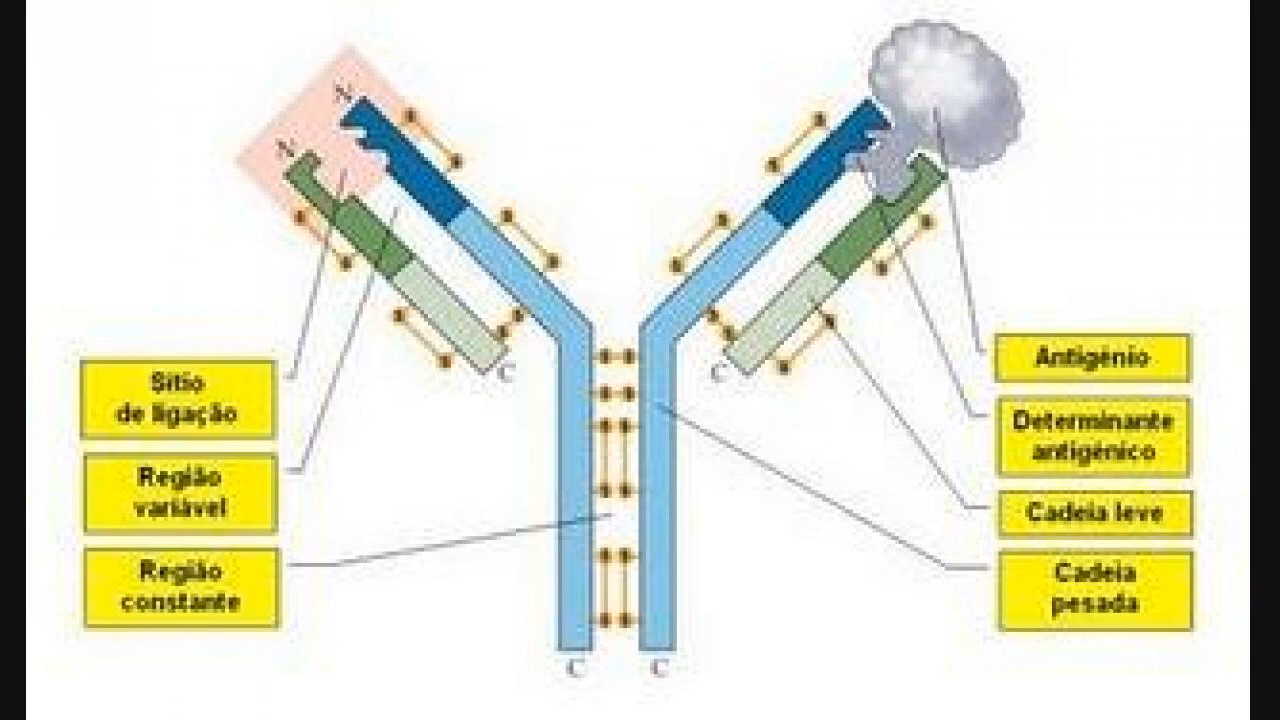 N
N
C
C
Sítio
de ligação
Região
variável
Região
constante
Antigénio
Determinante
antigénico
Cadeia leve
Cadeia
pesada
C
C